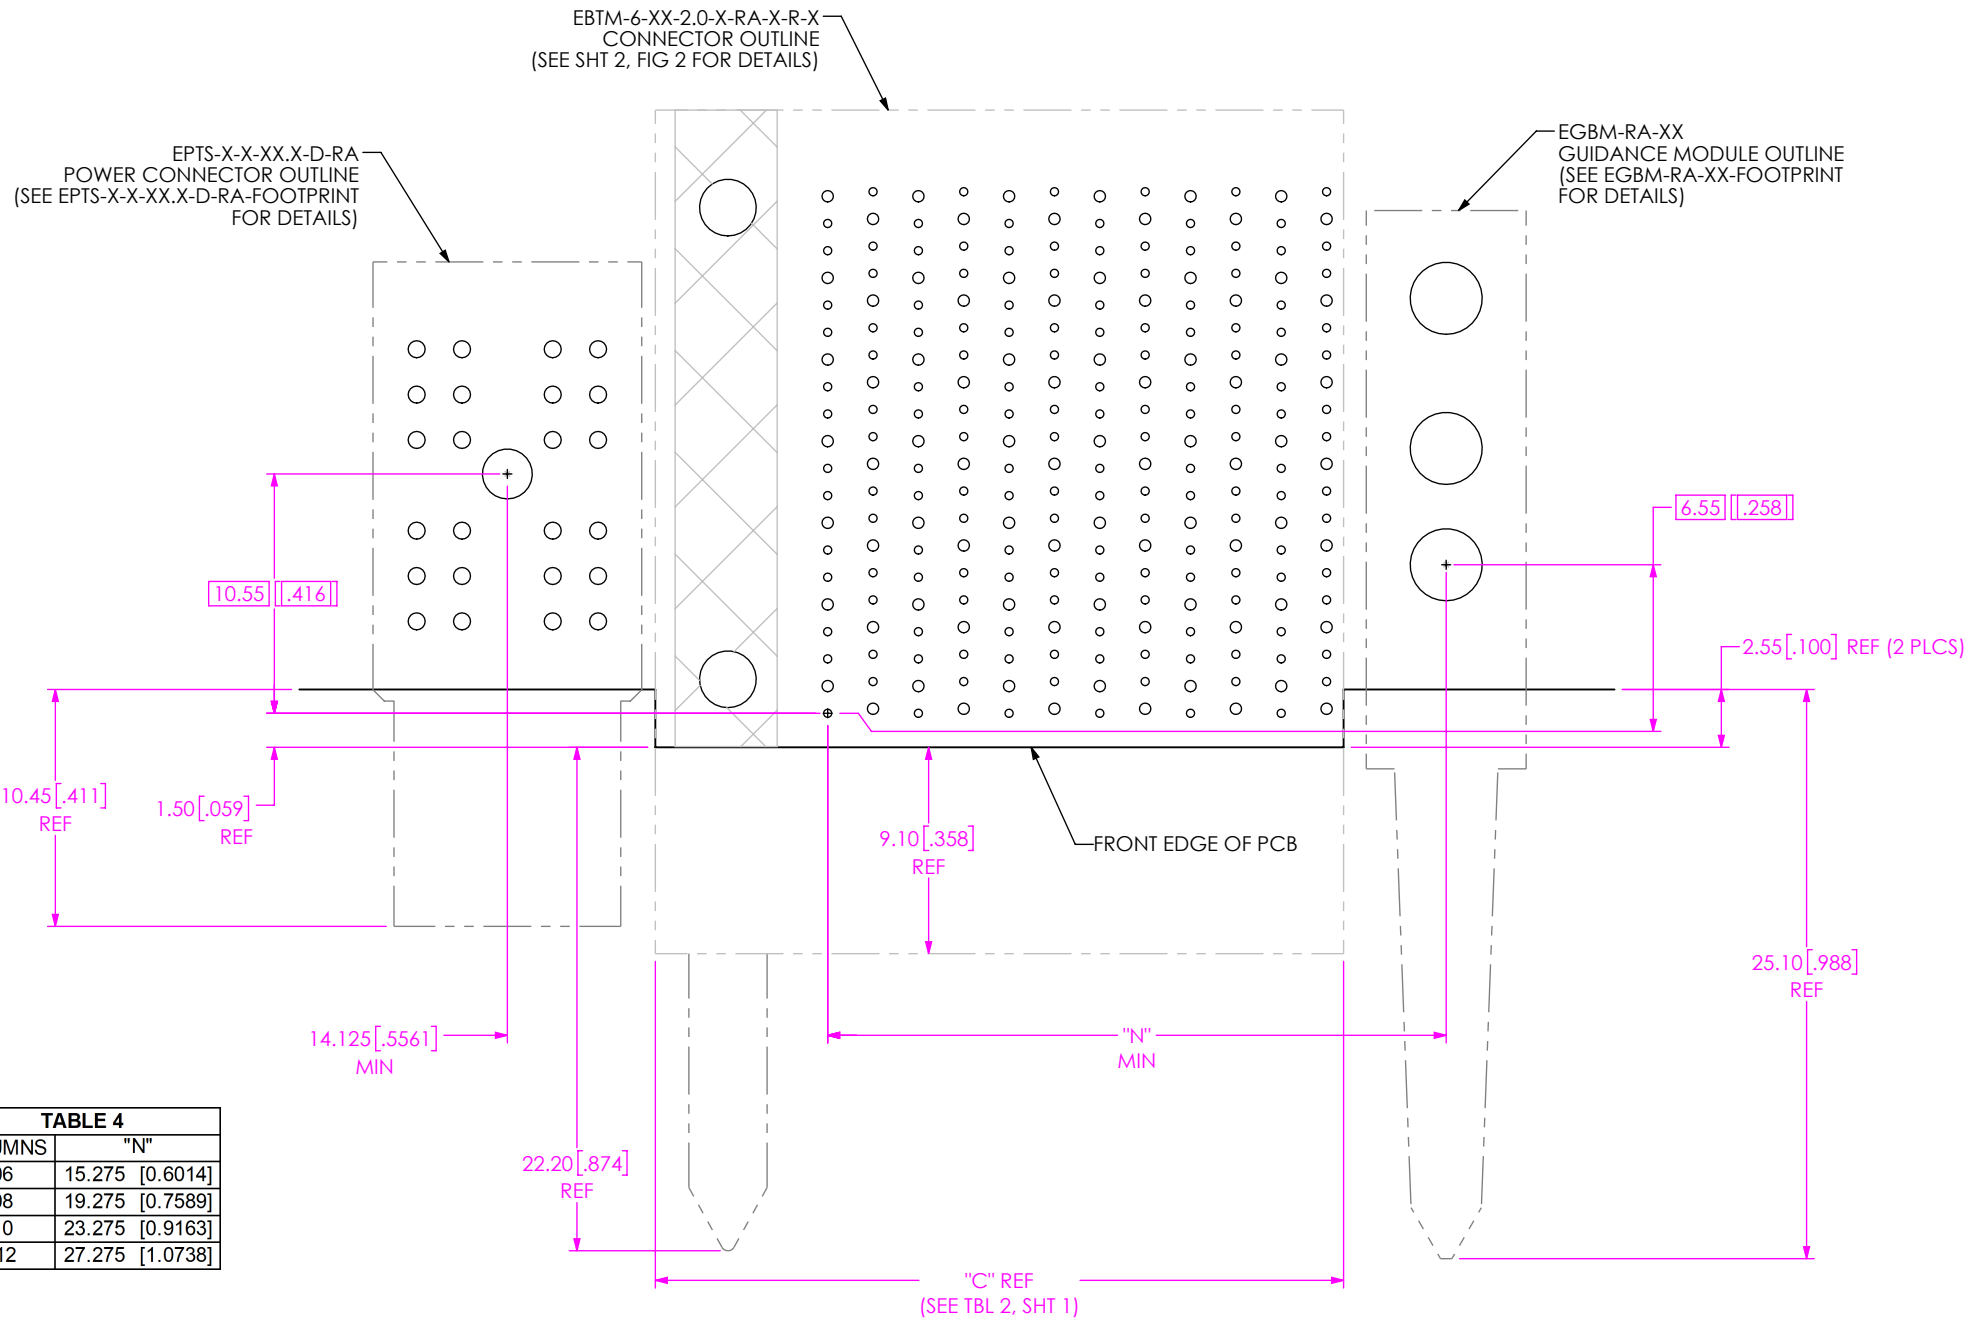 EBTM-6-XX-2.0-X-RA-X-R-X
CONNECTOR OUTLINE
(SEE SHT 2, FIG 2 FOR DETAILS)
EPTS-X-X-XX.X-D-RA
POWER CONNECTOR OUTLINE
(SEE EPTS-X-X-XX.X-D-RA-FOOTPRINT
FOR DETAILS)
EGBM-RA-XX
GUIDANCE MODULE OUTLINE
(SEE EGBM-RA-XX-FOOTPRINT
FOR DETAILS)
6.55 [.258]
10.55 [.416]
2.55[.100] REF (2 PLCS)
10.45[.411]
REF
1.50[.059]
REF
9.10[.358]
REF
FRONT EDGE OF PCB
25.10[.988]
REF
14.125[.5561]
MIN
"N"
MIN
22.20[.874]
REF
"C" REF
(SEE TBL 2, SHT 1)
TABLE 4
UMNS "N"
06 15.275 [0.6014]
08 19.275 [0.7589]
0 23.275 [0.9163]
12 27.275 [1.0738]